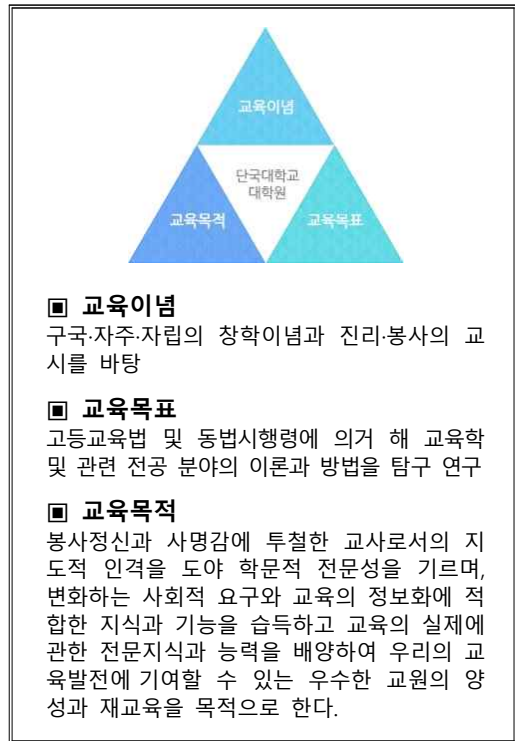 교육이념
단국대학교
대학원
교육목적
교육목표
▣ 교육이념
구국·자주·자립의 창학이념과 진리·봉사의 교
시를 바탕
▣ 교육목표
고등교육법 및 동법시행령에 의거 해 교육학
및 관련 전공 분야의 이론과 방법을 탐구 연구
▣ 교육목적
봉사정신과 사명감에 투철한 교사로서의 지
도적 인격을 도야 학문적 전문성을 기르며,
변화하는 사회적 요구와 교육의 정보화에 적
합한 지식과 기능을 습득하고 교육의 실제에
관한 전문지식과 능력을 배양하여 우리의 교
육발전에 기여할 수 있는 우수한 교원의 양
성과 재교육을 목적으로 한다.